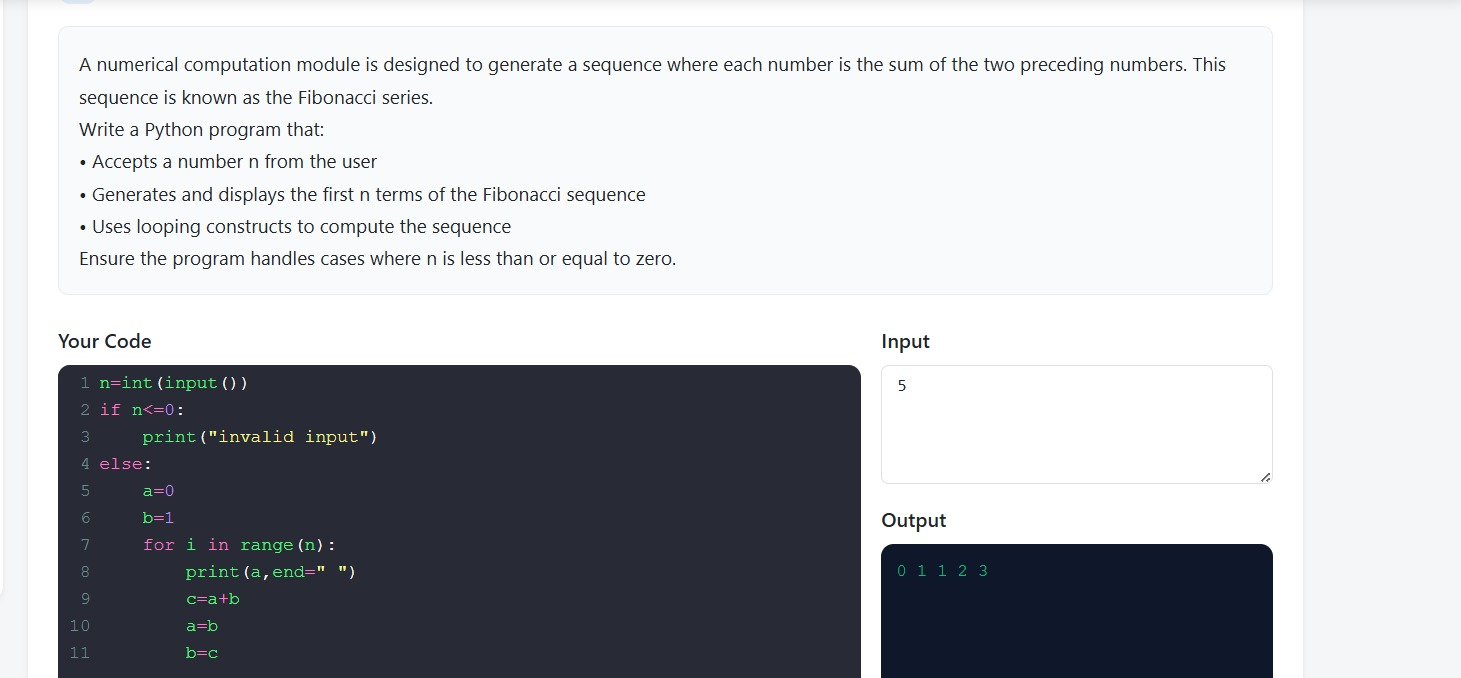 A numerical computation module is designed to generate a sequence where each number is the sum of the two preceding numbers. This
sequence is known as the Fibonacci series.
Write a Python program that:
• Accepts a number n from the user
• Generates and displays the first n terms of the Fibonacci sequence
• Uses looping constructs to compute the sequence
Ensure the program handles cases where n is less than or equal to zero.
Your Code
1 n=int(input())
2 if n<=0:
3     print("invalid input")
4 else:
5     a=0
6     b=1
7     for i in range(n):
8         print(a,end=" ")
9         c=a+b
10         a=b
11         b=c
Input
5
Output
0 1 1 2 3